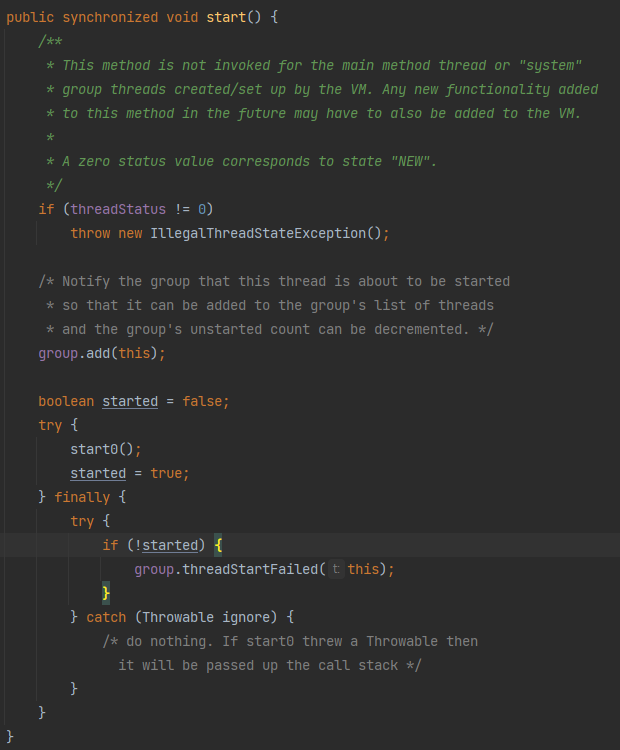 public synchronized void start() {
    /**
     * This method is not invoked for the main method thread or "system"
     * group threads created/set up by the VM. Any new functionality added
     * to this method in the future may have to also be added to the VM.
     *
     * A zero status value corresponds to state "NEW".
     */
    if (threadStatus != 0)
        throw new IllegalThreadStateException();

    /* Notify the group that this thread is about to be started
     * so that it can be added to the group's list of threads
     * and the group's unstarted count can be decremented. */
    group.add(this);

    boolean started = false;
    try {
        start0();
        started = true;
    } finally {
        try {
            if (!started) {
                group.threadStartFailed( t: this);
            }
        } catch (Throwable ignore) {
            /* do nothing. If start0 threw a Throwable then
              it will be passed up the call stack */
        }
    }
}